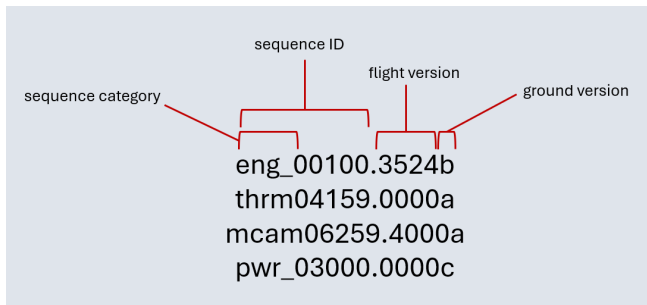 sequence ID
flight version
ground version
sequence category
eng_00100.3524b
thrm04159.0000a
mcam06259.4000a
pwr_03000.0000c